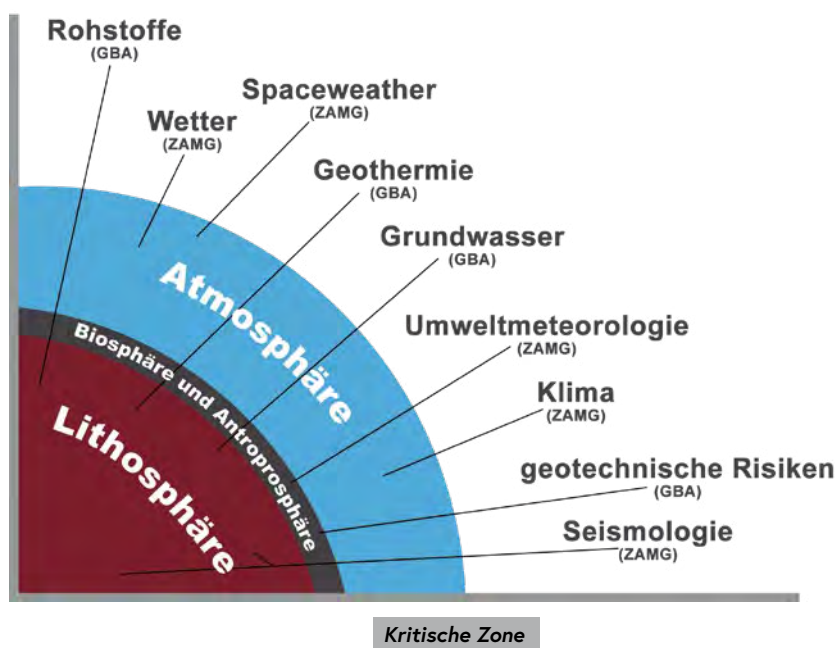 Rohstoffe
(GBA)
Spaceweather
(ZAMG)
Wetter
(ZAMG)
Geothermie
(GBA)
Grundwasser
(GBA)
Atmosphäre
Umweltmeteorologie
(ZAMG)
Biosphäre und Antroprosphäre
Klima
(ZAMG)
Lithosphäre
geotechnische Risiken
(GBA)
Seismologie
(ZAMG)
Kritische Zone